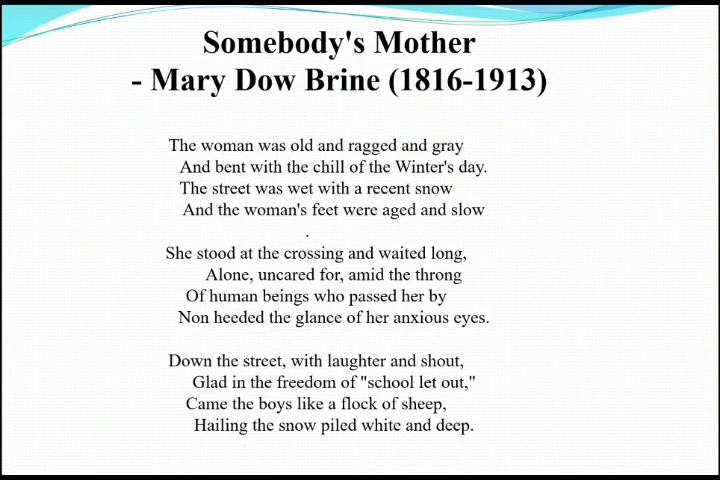 Somebody's Mother
- Mary Dow Brine (1816-1913)
The woman was old and ragged and gray
And bent with the chill of the Winter's day.
The street was wet with a recent snow
And the woman's feet were aged and slow
.
She stood at the crossing and waited long,
Alone, uncared for, amid the throng
Of human beings who passed her by
Non heeded the glance of her anxious eyes.
Down the street, with laughter and shout,
Glad in the freedom of "school let out,"
Came the boys like a flock of sheep,
Hailing the snow piled white and deep.